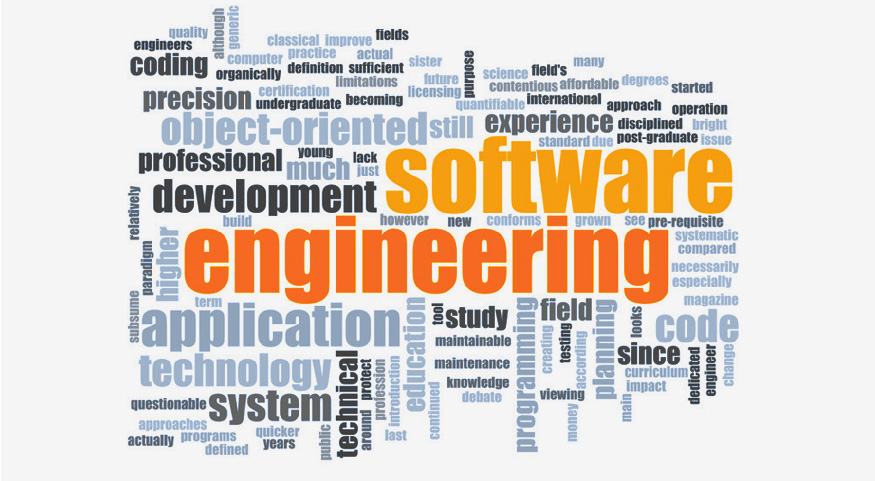 quality
although
generic
engineers
classical improve fields
coding
computer practice actual
organically definition sufficient sister
limitations
future
purpose
science field's many
contentious affordable degrees started
precision
certification
undergraduate becoming licensing
quantifiable international approach operation
object-oriented still experience disciplined bright
standard due post-graduate issue
professional young much lack just
software
development
relatively
build however new conforms grown see pre-requisite
engineering
systematic
compared
paradigm
higher
necessarily
especially
subsume
term
magazine
application
education
tool study
programming
field
creating
testing
according
planning
looks
code
maintainable
since
technology
technical
protect
around
profession
introduction
maintenance
knowledge
debate
continued
curriculum
impact
dedicated
engineer
change
viewing
money
main
questionable system
approaches
actually programs quicker
defined years
public
last